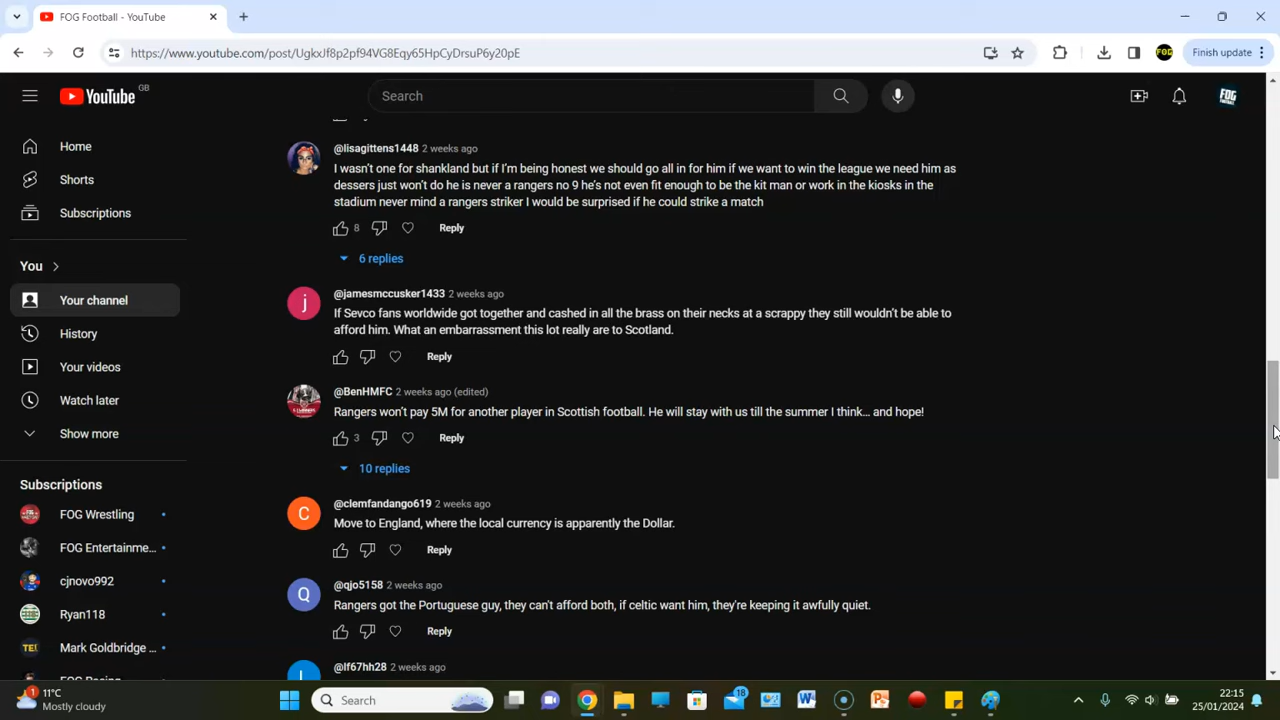 FOG Football - YouTube
https://www.youtube.com/post/UgkxJf8p2pf94VG8Eqy65HpCyDrsuP6y20pE
FOG
Finish update
YouTube GB
Search
FOG
FOOTBALL
Home
Shorts
Subscriptions
You
Your channel
History
Your videos
Watch later
Show more
Subscriptions
FOG Wrestling
FOG Entertainme...
cjnovo992
Ryan118
TE!
Mark Goldbridge ...
@lisagittens1448 2 weeks ago
I wasn't one for shankland but if I'm being honest we should go all in for him if we want to win the league we need him as
dessers just won't do he is never a rangers no 9 he's not even fit enough to be the kit man or work in the kiosks in the
stadium never mind a rangers striker I would be surprised if he could strike a match
8
Reply
6 replies
j
@jamesmccusker1433 2 weeks ago
If Sevco fans worldwide got together and cashed in all the brass on their necks at a scrappy they still wouldn't be able to
afford him. What an embarrassment this lot really are to Scotland.
Reply
@BenHMFC 2 weeks ago (edited)
Rangers won't pay 5M for another player in Scottish football. He will stay with us till the summer I think... and hope!
3
Reply
10 replies
C
@clemfandango619 2 weeks ago
Move to England, where the local currency is apparently the Dollar.
Reply
Q
@qjo5158 2 weeks ago
Rangers got the Portuguese guy, they can't afford both, if celtic want him, they're keeping it awfully quiet.
Reply
@lf67hh28 2 weeks ago
1
11°C
Mostly cloudy
Search
18
22:15
25/01/2024